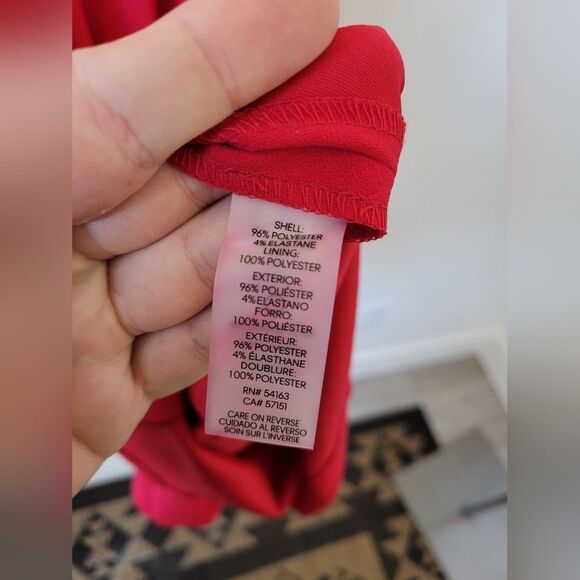 SHELL:
96% POLYESTER
4% ELASTANE
LINING:
100% POLYESTER
EXTERIOR:
96% POLIÉSTER
4% ELASTANO
FORRO:
100% POLIÉSTER
EXTÉRIEUR:
96% POLYESTER
4% ÉLASTHANE
DOUBLURE:
100% POLYESTER
RN# 54163
CA# 57151
CARE ON REVERSE
CUIDADO AL REVERSO
SOIN SUR L'INVERSE